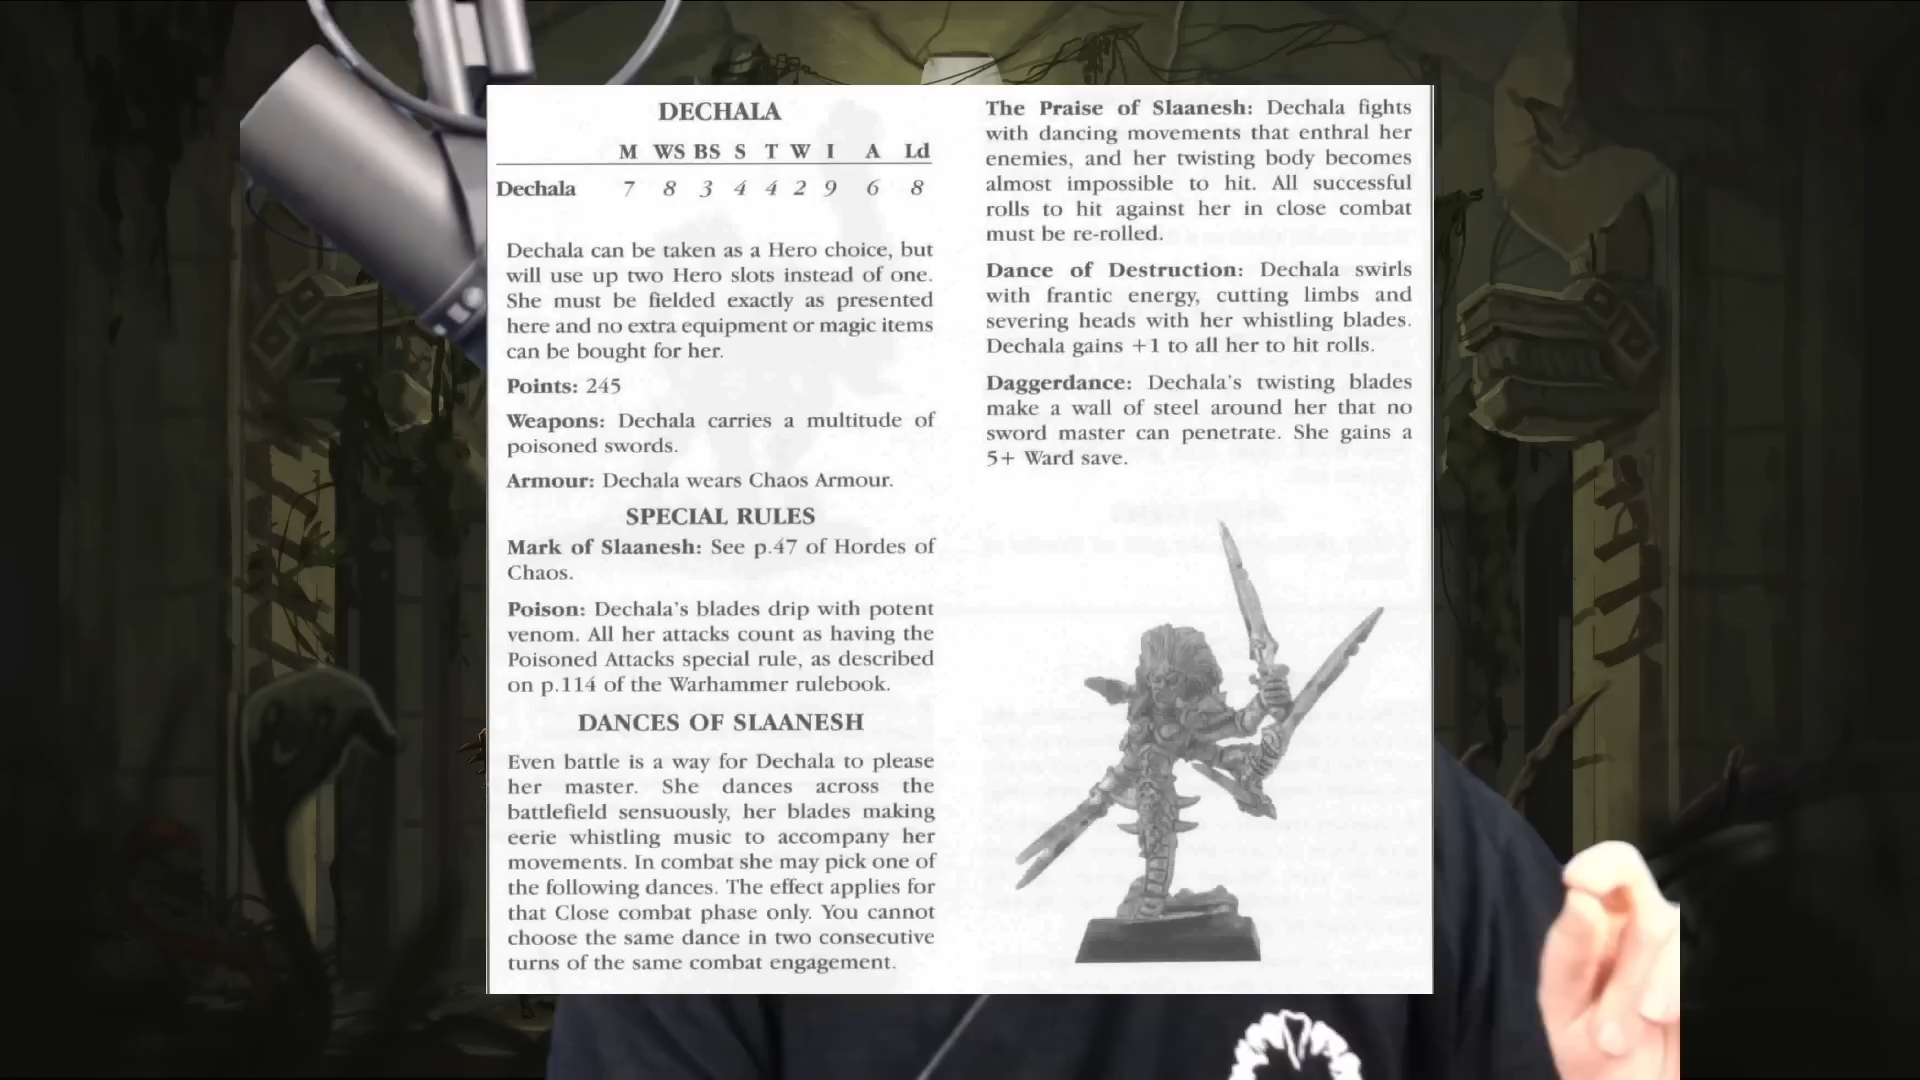 DECHALA
M WS BS S T W I A Ld
Dechala 7 8 3 4 4 2 9 6 8
Dechala can be taken as a Hero choice, but
will use up two Hero slots instead of one.
She must be fielded exactly as presented
here and no extra equipment or magic items
can be bought for her.
Points: 245
Weapons: Dechala carries a multitude of
poisoned swords.
Armour: Dechala wears Chaos Armour.
SPECIAL RULES
Mark of Slaanesh: See p.47 of Hordes of
Chaos.
Poison: Dechala's blades drip with potent
venom. All her attacks count as having the
Poisoned Attacks special rule, as described
on p.114 of the Warhammer rulebook.
DANCES OF SLAANESH
Even battle is a way for Dechala to please
her master. She dances across the
battlefield sensuously, her blades making
eerie whistling music to accompany her
movements. In combat she may pick one of
the following dances. The effect applies for
that Close combat phase only. You cannot
choose the same dance in two consecutive
turns of the same combat engagement.
The Praise of Slaanesh: Dechala fights
with dancing movements that enthral her
enemies, and her twisting body becomes
almost impossible to hit. All successful
rolls to hit against her in close combat
must be re-rolled.
Dance of Destruction: Dechala swirls
with frantic energy, cutting limbs and
severing heads with her whistling blades.
Dechala gains +1 to all her to hit rolls.
Daggerdance: Dechala's twisting blades
make a wall of steel around her that no
sword master can penetrate. She gains a
5+ Ward save.